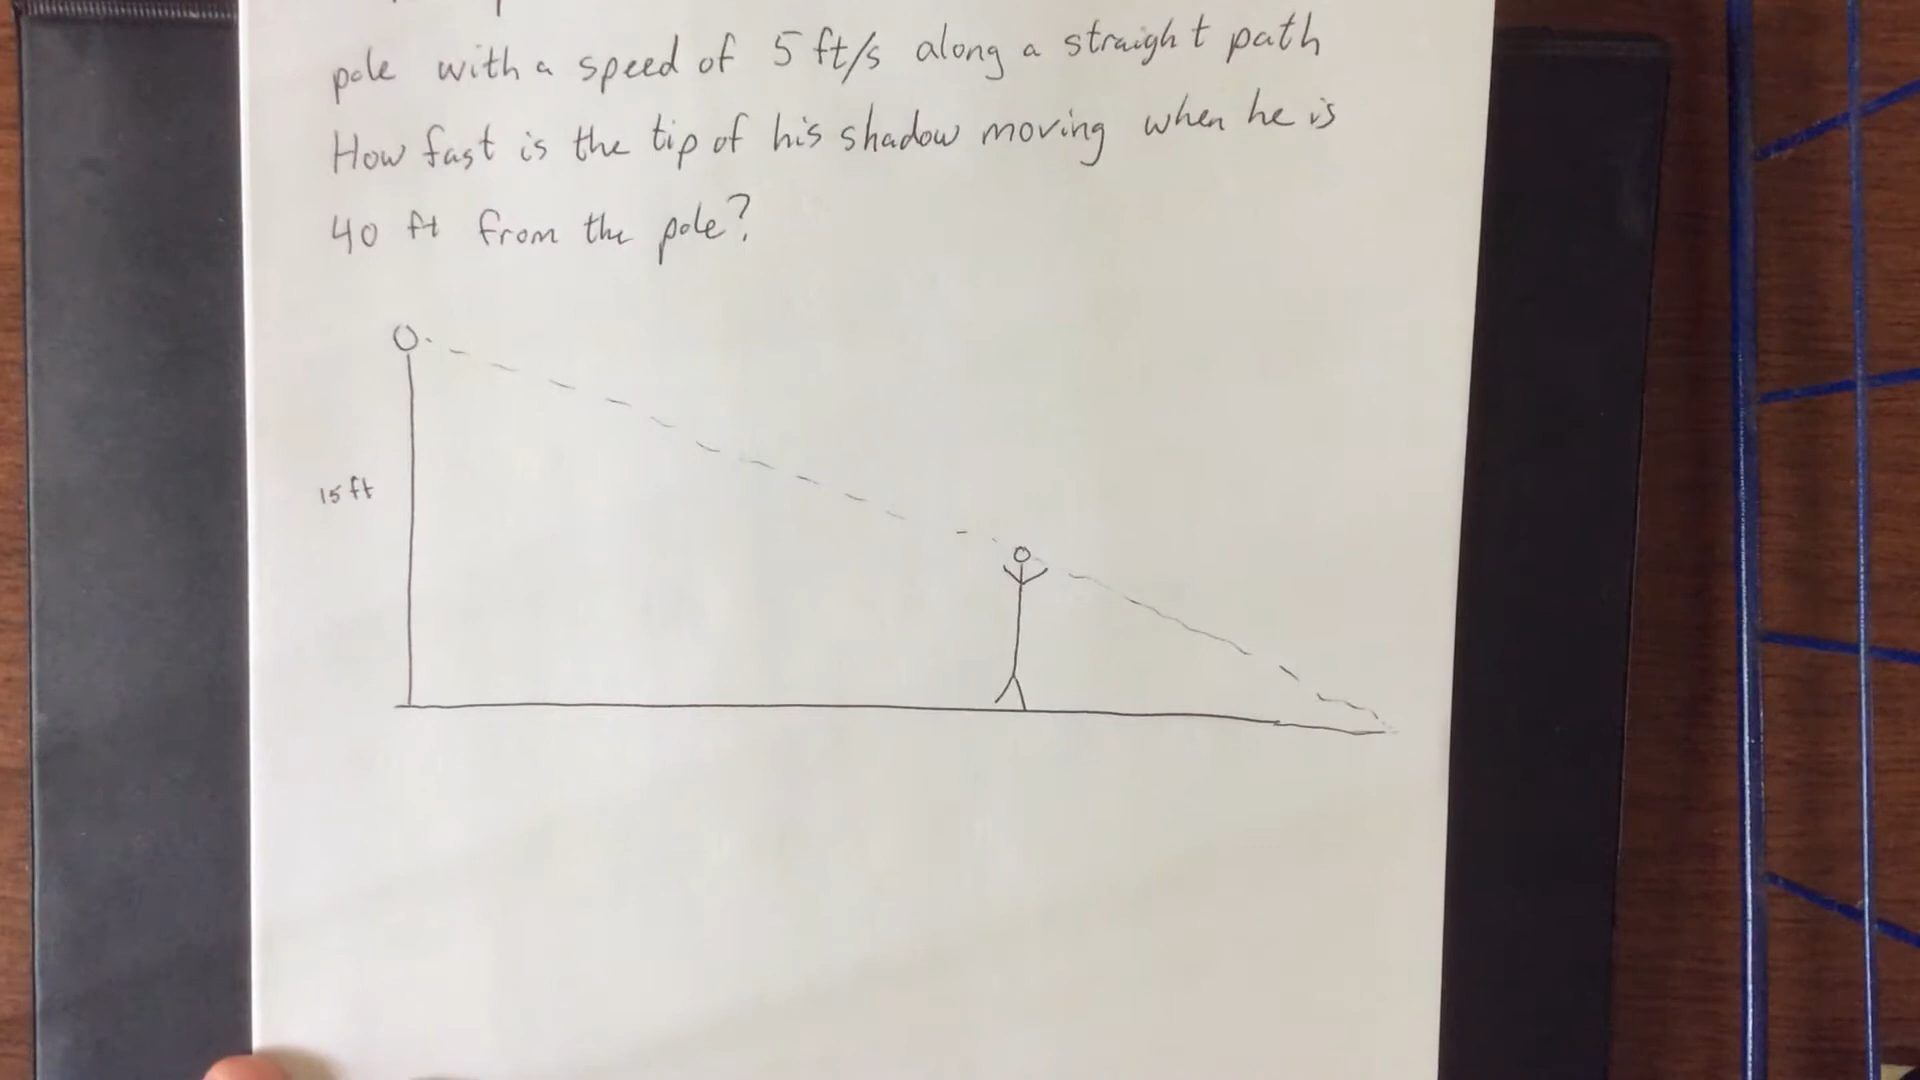 pole with a speed of 5 ft/s along a straight path
How fast is the tip of his shadow moving when he is
40 ft from the pole?
15 ft